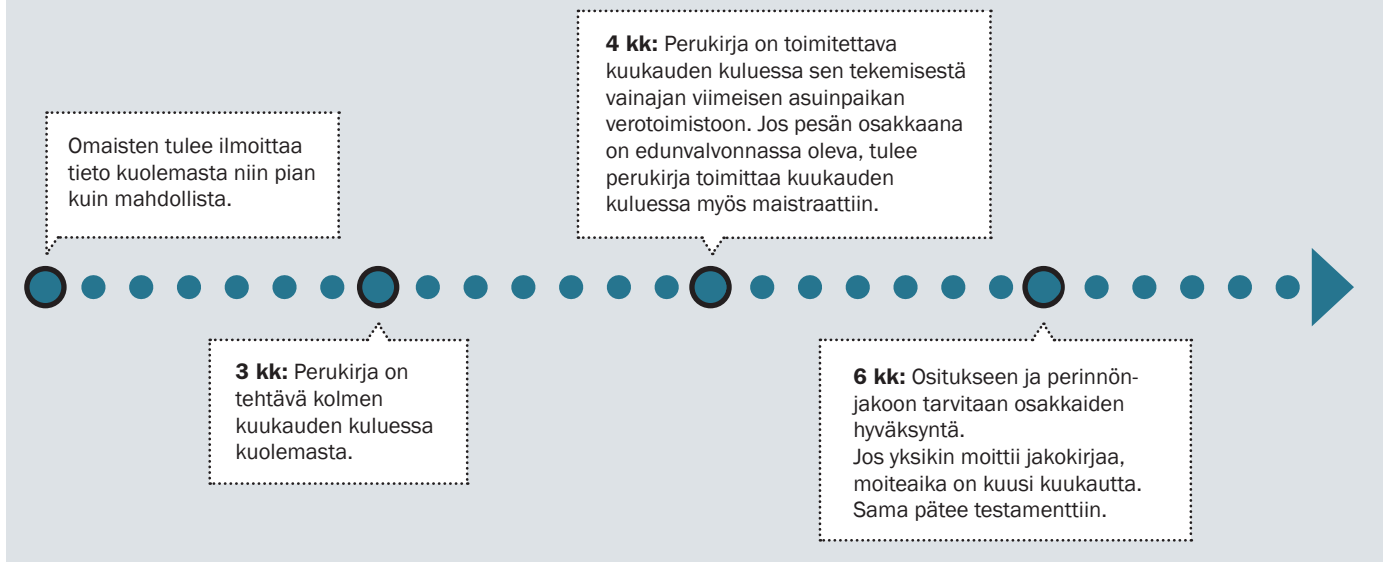 Omaisten tulee ilmoittaa
tieto kuolemasta niin pian
kuin mahdollista.
3 kk: Perukirja on
tehtävä kolmen
kuukauden kuluessa
kuolemasta.
4 kk: Perukirja on toimitettava
kuukauden kuluessa sen tekemisestä
vainajan viimeisen asuinpaikan
verotoimistoon. Jos pesän osakkaana
on edunvalvonnassa oleva, tulee
perukirja toimittaa kuukauden
kuluessa myös maistraattiin.
6 kk: Ositukseen ja perinnön-
jakoon tarvitaan osakkaiden
hyväksyntä.
Jos yksikin moittii jakokirjaa,
moiteaika on kuusi kuukautta.
Sama pätee testamenttiin.